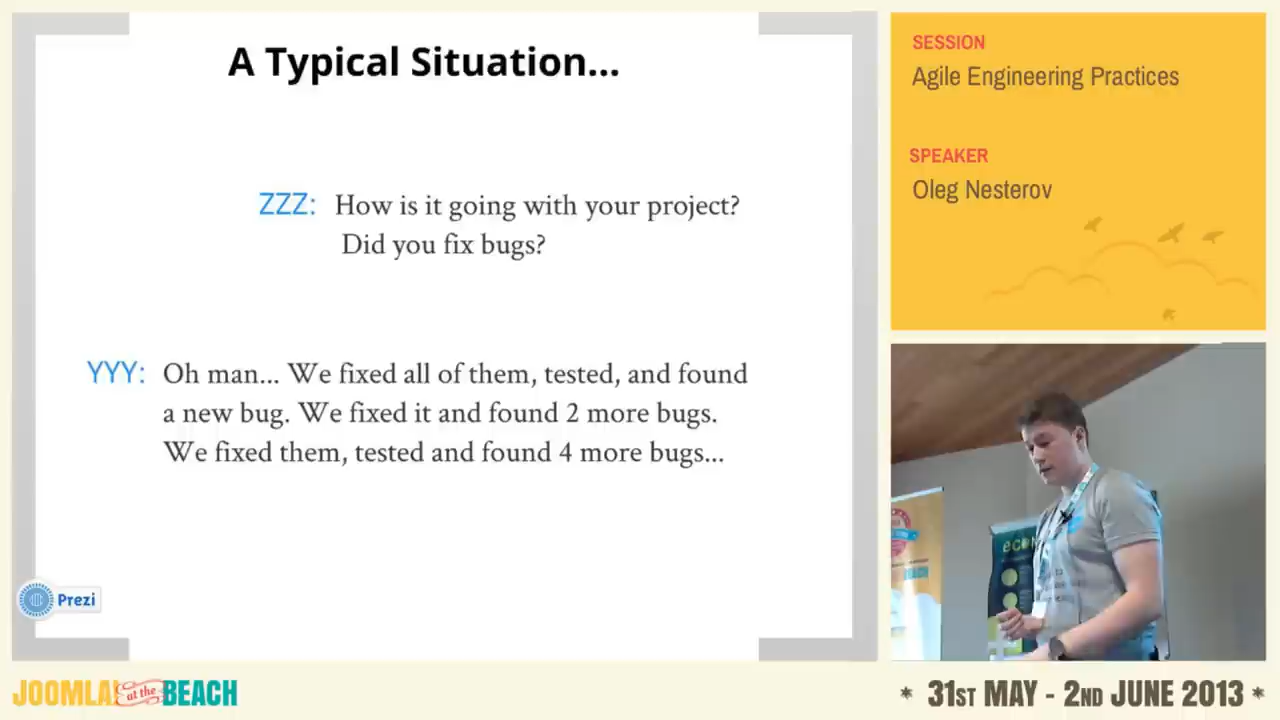 A Typical Situation...
ZZZ: How is it going with your project?
Did you fix bugs?
YYY: Oh man... We fixed all of them, tested, and found
a new bug. We fixed it and found 2 more bugs.
We fixed them, tested and found 4 more bugs...
Prezi
SESSION
Agile Engineering Practices
SPEAKER
Oleg Nesterov
JOOMLA! at the BEACH
* 31ST MAY - 2ND JUNE 2013 *